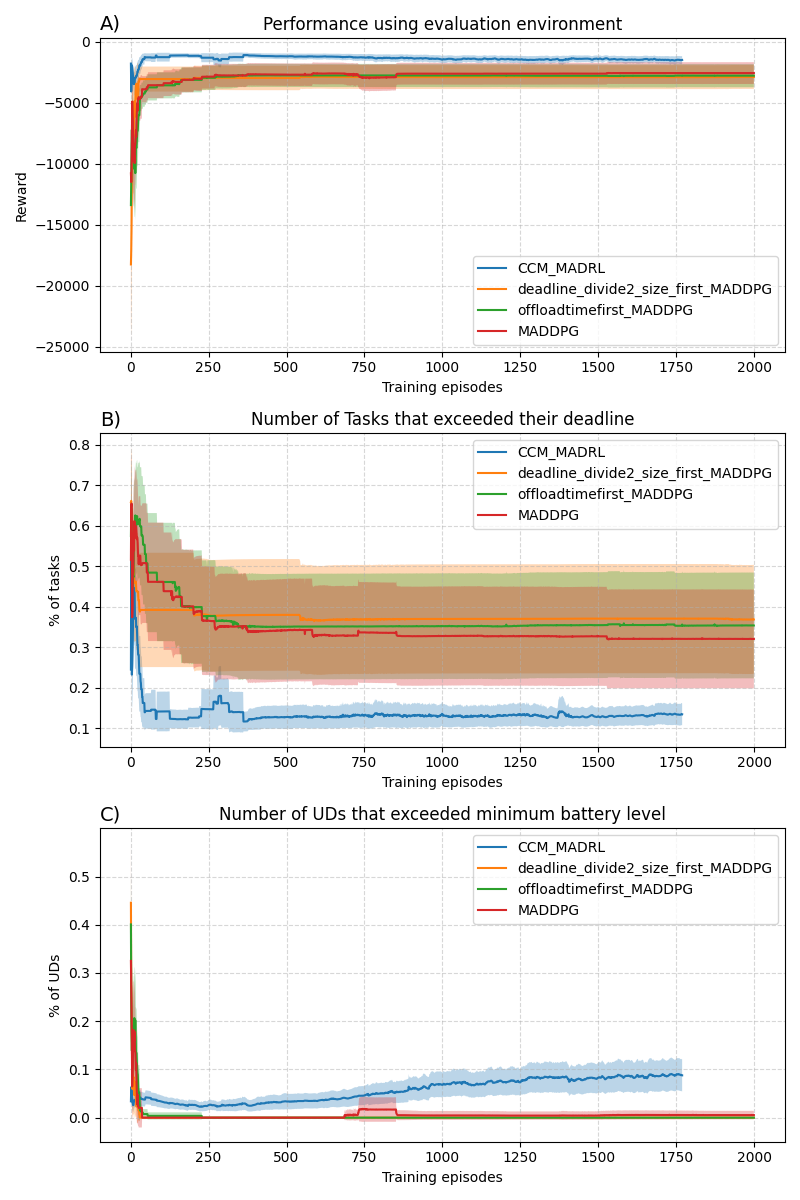 A)
Performance using evaluation environment
0
−5000
−10000
−15000
−20000
−25000
Reward
CCM_MADRL
deadline_divide2_size_first_MADDPG
offloadtimefirst_MADDPG
MADDPG
0 250 500 750 1000 1250 1500 1750 2000
Training episodes
B)
Number of Tasks that exceeded their deadline
0.8
0.7
0.6
0.5
0.4
0.3
0.2
0.1
% of tasks
CCM_MADRL
deadline_divide2_size_first_MADDPG
offloadtimefirst_MADDPG
MADDPG
0 250 500 750 1000 1250 1500 1750 2000
Training episodes
C)
Number of UDs that exceeded minimum battery level
0.5
0.4
0.3
0.2
0.1
0.0
% of UDs
CCM_MADRL
deadline_divide2_size_first_MADDPG
offloadtimefirst_MADDPG
MADDPG
0 250 500 750 1000 1250 1500 1750 2000
Training episodes